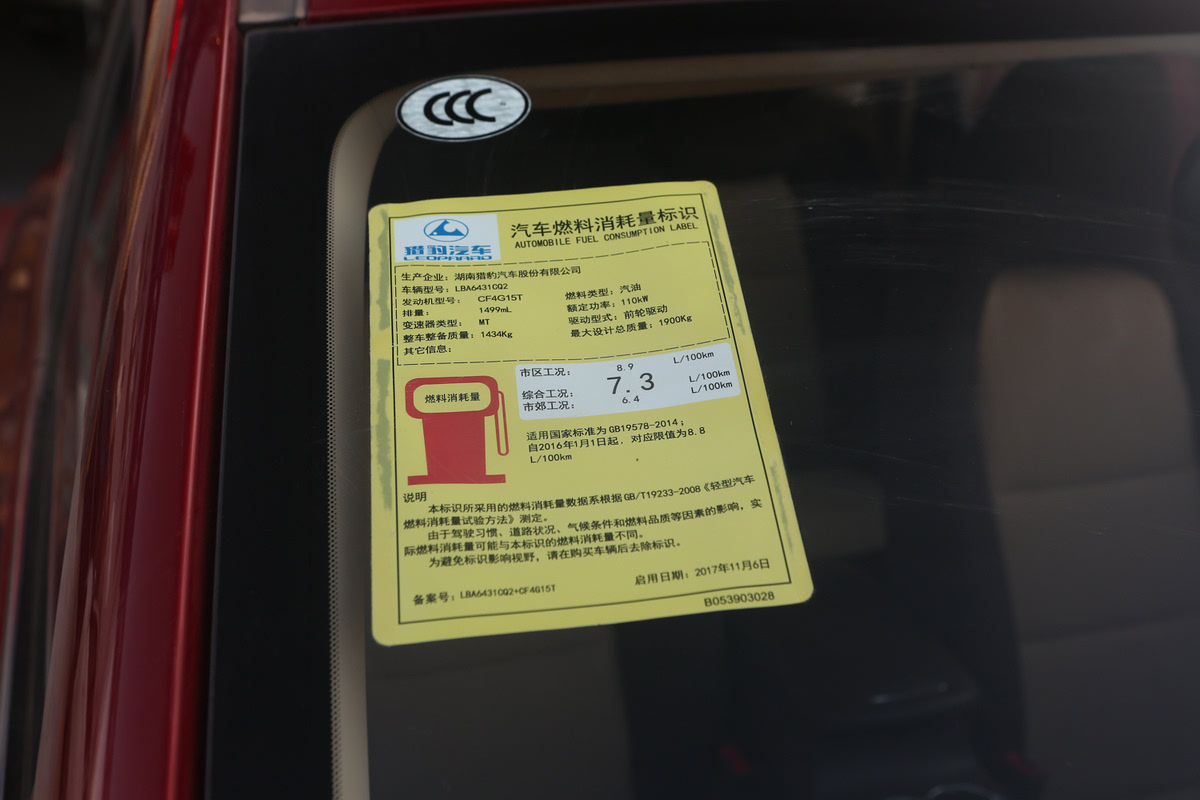 CCC
猎豹汽车
LEOPAARD
汽车燃料消耗量标识
AUTOMOBILE FUEL CONSUMPTION LABEL
生产企业：湖南猎豹汽车股份有限公司
车辆型号：LBA6431CQ2
发动机型号：CF4G15T 燃料类型：汽油
排量：1499mL 额定功率：110kW
变速器类型：MT 驱动型式：前轮驱动
整车整备质量：1434Kg 最大设计总质量：1900Kg
其它信息：
燃料消耗量
市区工况：8.9 L/100km
综合工况：7.3 L/100km
市郊工况：6.4 L/100km
适用国家标准为GB19578-2014；
自2016年1月1日起，对应限值为8.8
L/100km
说明
本标识所采用的燃料消耗量数据系根据GB/T19233-2008《轻型汽车
燃料消耗量试验方法》测定。
由于驾驶习惯、道路状况、气候条件和燃料品质等因素的影响，实
际燃料消耗量可能与本标识的燃料消耗量不同。
为避免标识影响视野，请在购买车辆后去除标识。
备案号：LBA6431CQ2+CF4G15T 启用日期：2017年11月6日
B053903028